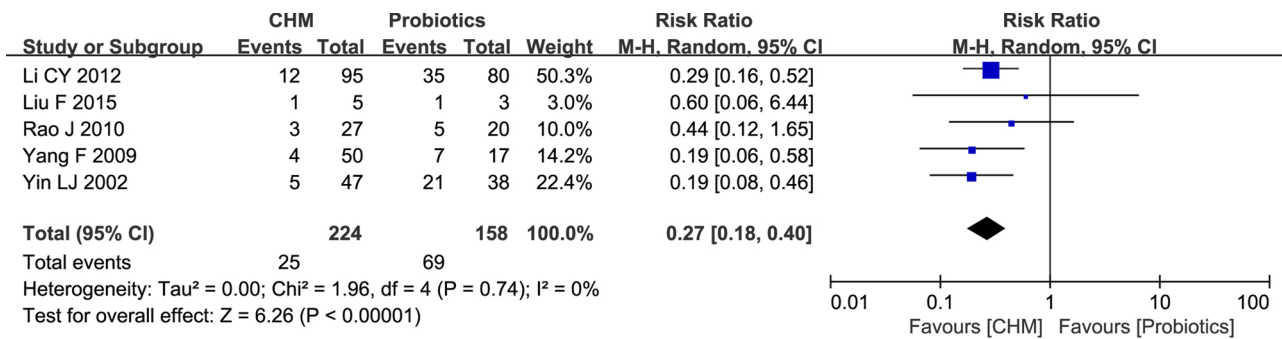 CHM Probiotics Risk Ratio Risk Ratio
Study or Subgroup Events Total Events Total Weight M-H, Random, 95% CI M-H, Random, 95% CI
Li CY 2012 12 95 35 80 50.3% 0.29 [0.16, 0.52]
Liu F 2015 1 5 1 3 3.0% 0.60 [0.06, 6.44]
Rao J 2010 3 27 5 20 10.0% 0.44 [0.12, 1.65]
Yang F 2009 4 50 7 17 14.2% 0.19 [0.06, 0.58]
Yin LJ 2002 5 47 21 38 22.4% 0.19 [0.08, 0.46]
Total (95% CI) 224 158 100.0% 0.27 [0.18, 0.40]
Total events 25 69
Heterogeneity: Tau² = 0.00; Chi² = 1.96, df = 4 (P = 0.74); I² = 0%
Test for overall effect: Z = 6.26 (P < 0.00001)
0.01 0.1 1 10 100
Favours [CHM] Favours [Probiotics]